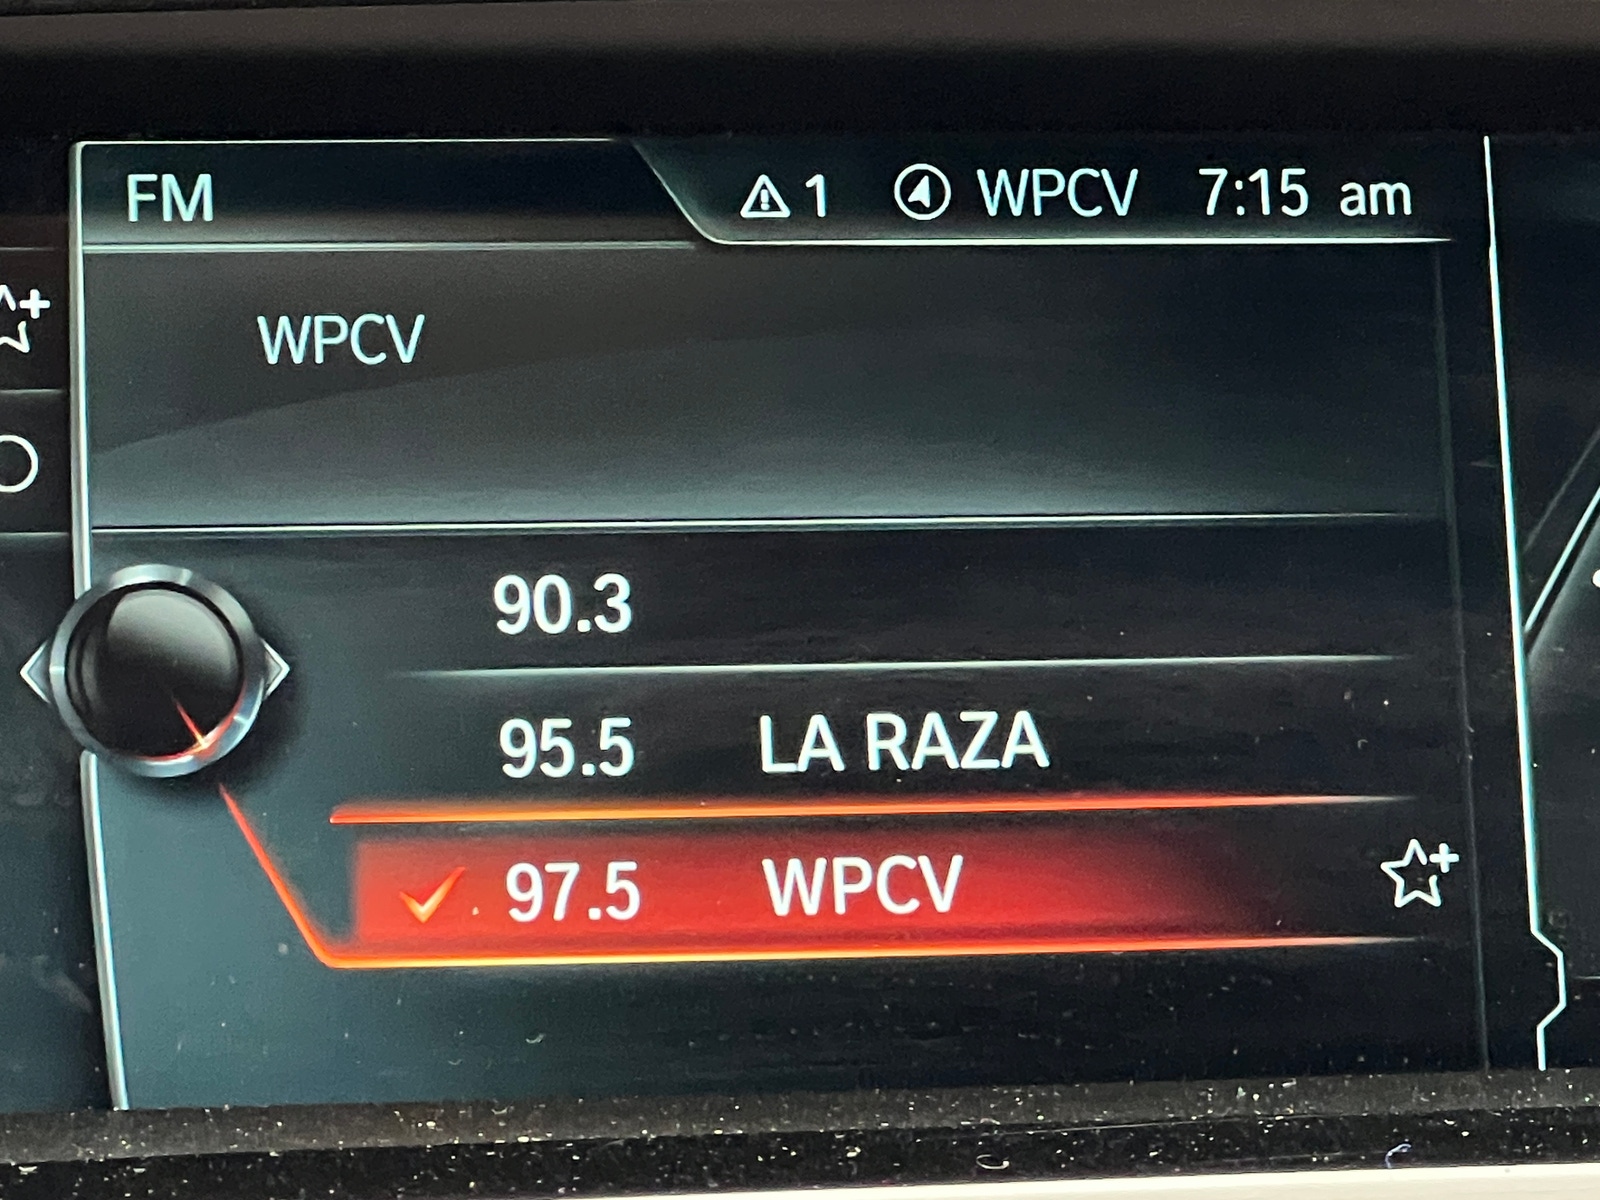 FM 1 WPCV 7:15 am
WPCV
90.3
95.5 LA RAZA
97.5 WPCV